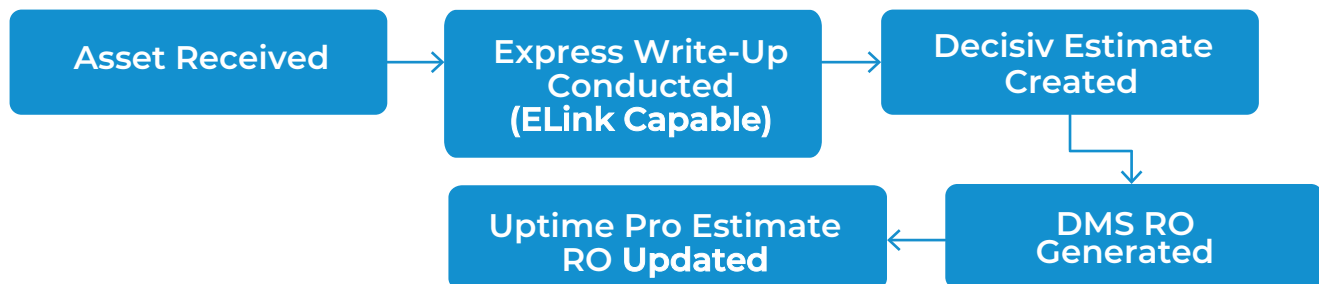 Asset Received
Express Write-Up
Conducted
(ELink Capable)
Decisiv Estimate
Created
DMS RO
Generated
Uptime Pro Estimate
RO Updated